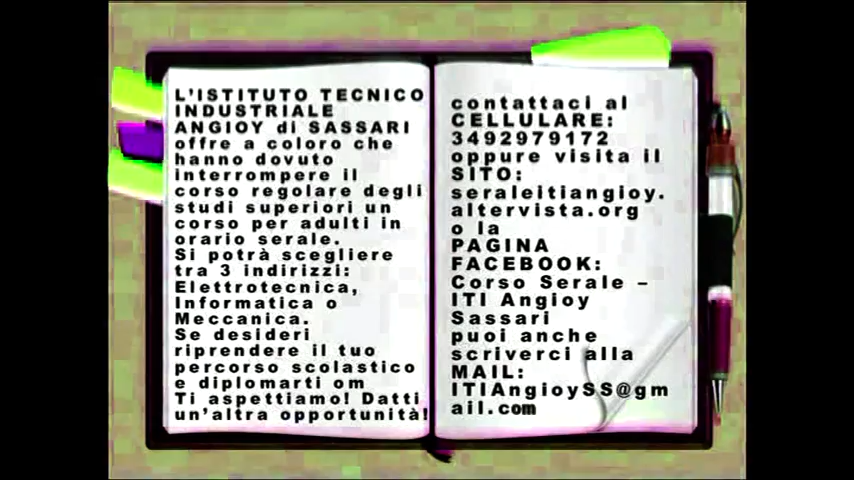 L'ISTITUTO TECNICO
INDUSTRIALE
ANGIOY di SASSARI
offre a coloro che
hanno dovuto
interrompere il
corso regolare degli
studi superiori un
corso per adulti in
orario serale.
Si potrà scegliere
tra 3 indirizzi:
Elettrotecnica,
Informatica o
Meccanica.
Se desideri
riprendere il tuo
percorso scolastico
e diplomarti om
Ti aspettiamo! Datti
un'altra opportunità!
contattaci al
CELLULARE:
3492979172
oppure visita il
SITO:
seraleitiangioy.
altervista.org
o la
PAGINA
FACEBOOK:
Corso Serale –
ITI Angioy
Sassari
puoi anche
scriverci alla
MAIL:
ITIAngioySS@gm
ail.com